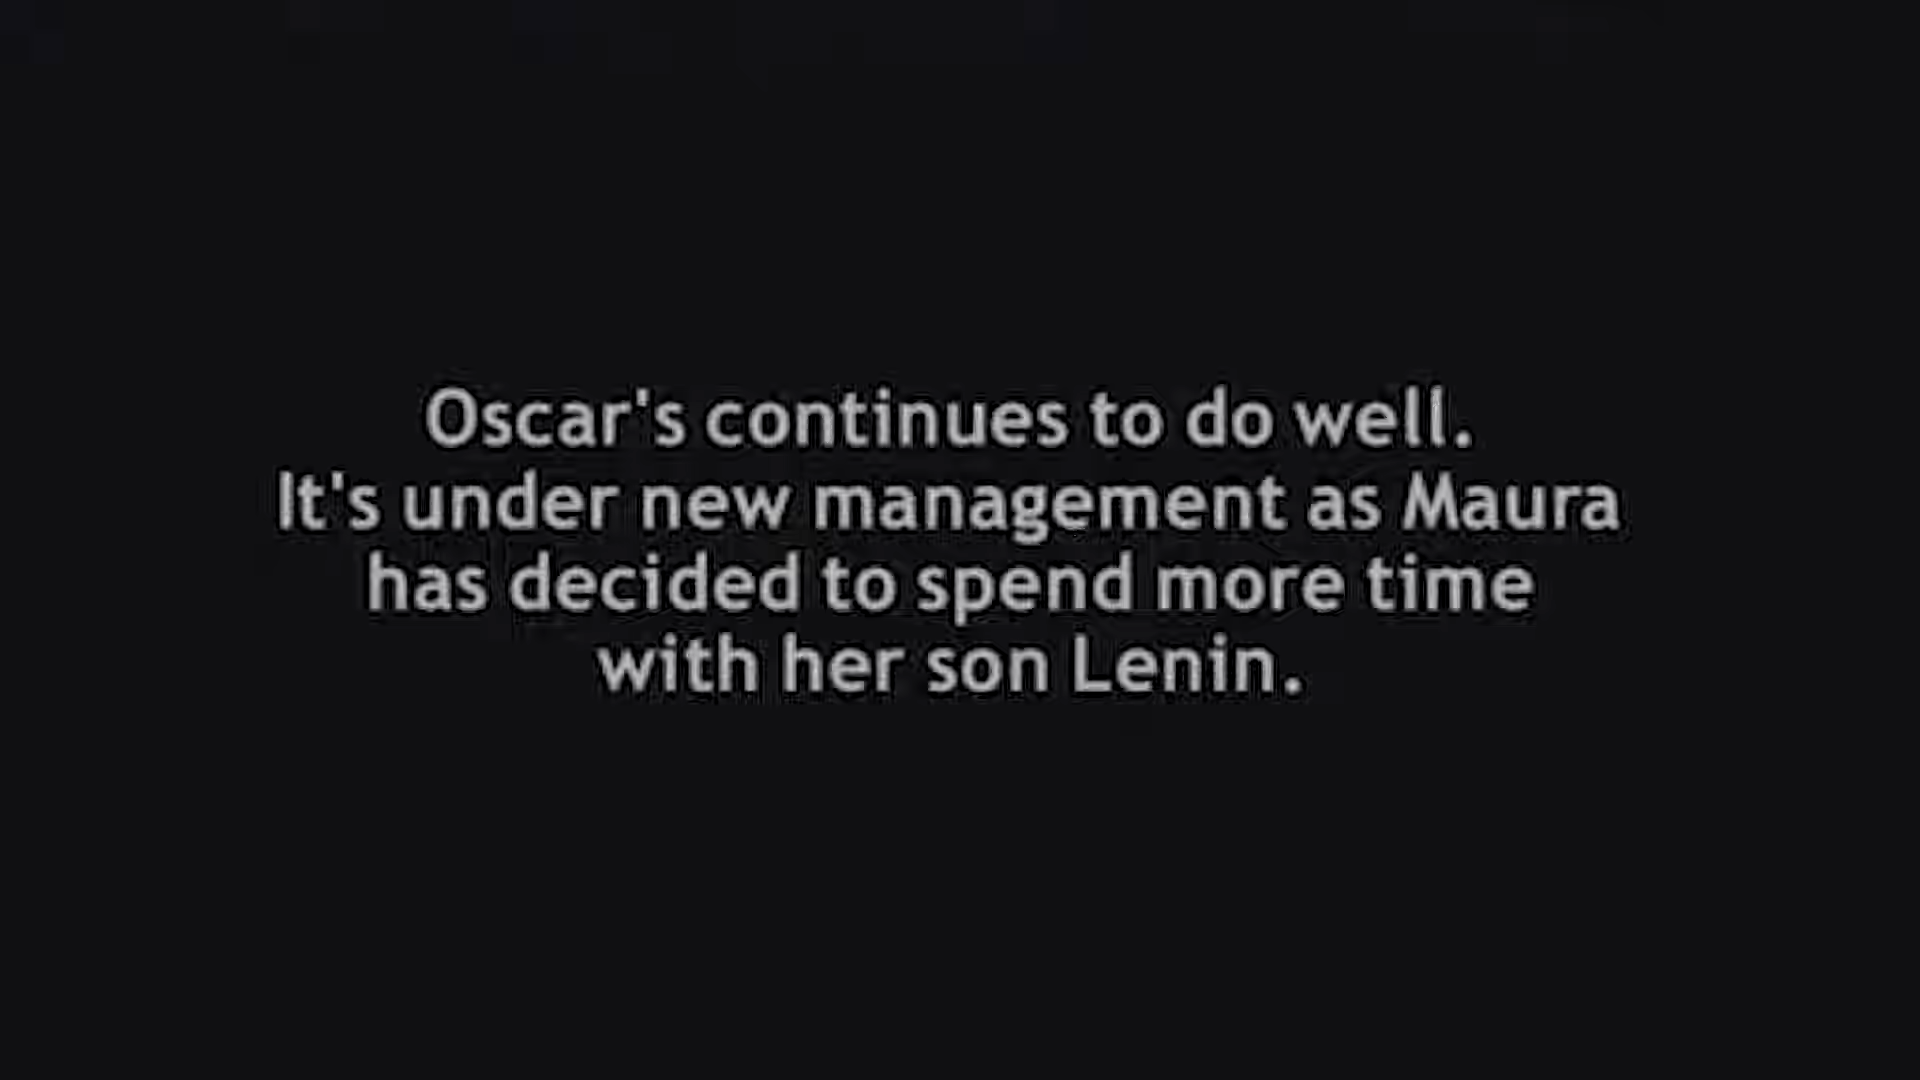 Oscar's continues to do well.
It's under new management as Maura
has decided to spend more time
with her son Lenin.